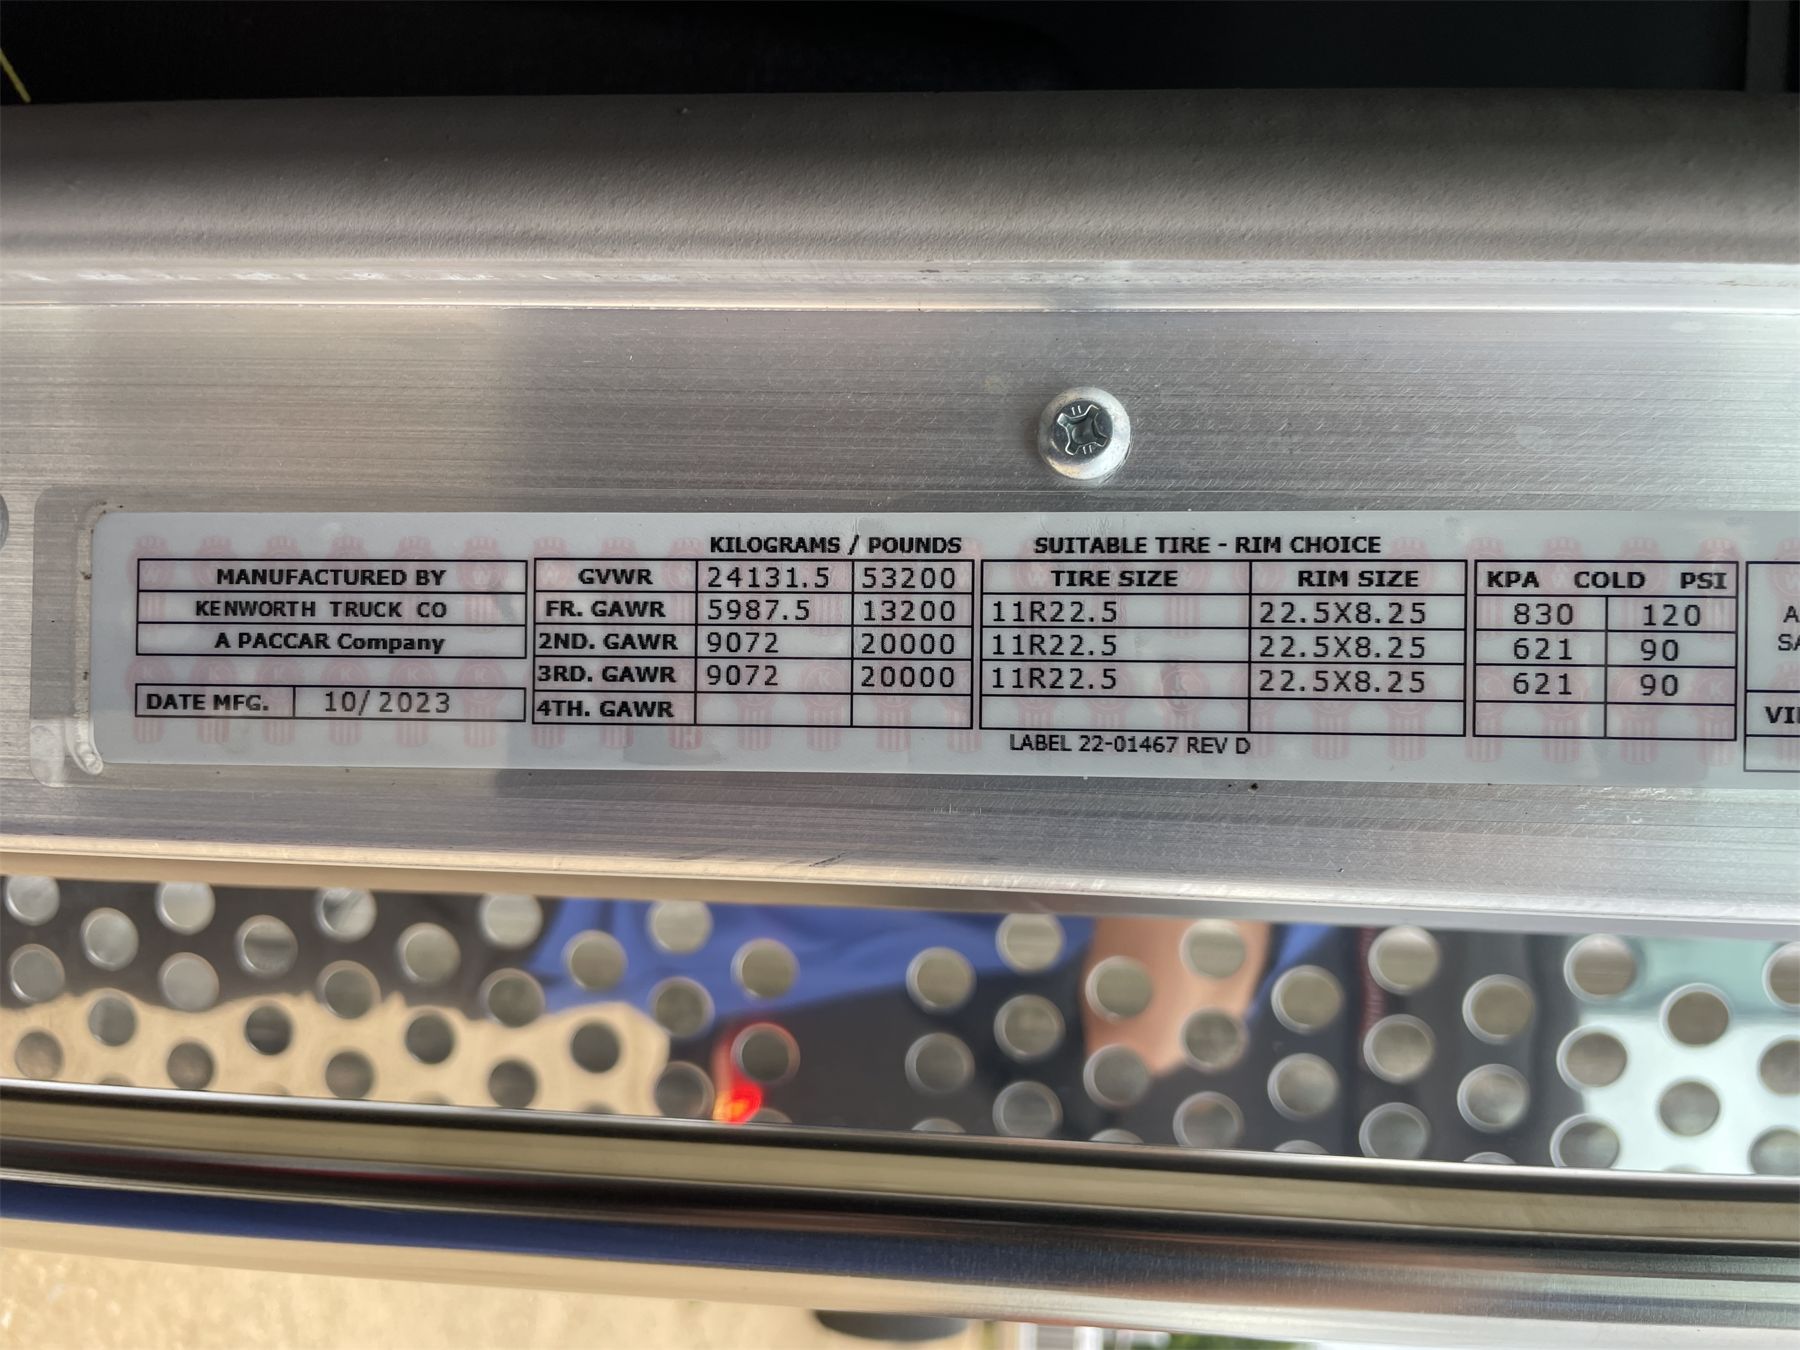 KILOGRAMS / POUNDS SUITABLE TIRE - RIM CHOICE
MANUFACTURED BY GVWR 24131.5 53200 TIRE SIZE RIM SIZE KPA COLD PSI
KENWORTH TRUCK CO FR. GAWR 5987.5 13200 11R22.5 22.5X8.25 830 120
A PACCAR Company 2ND. GAWR 9072 20000 11R22.5 22.5X8.25 621 90
3RD. GAWR 9072 20000 11R22.5 22.5X8.25 621 90
DATE MFG. 10/2023 4TH. GAWR
LABEL 22-01467 REV D